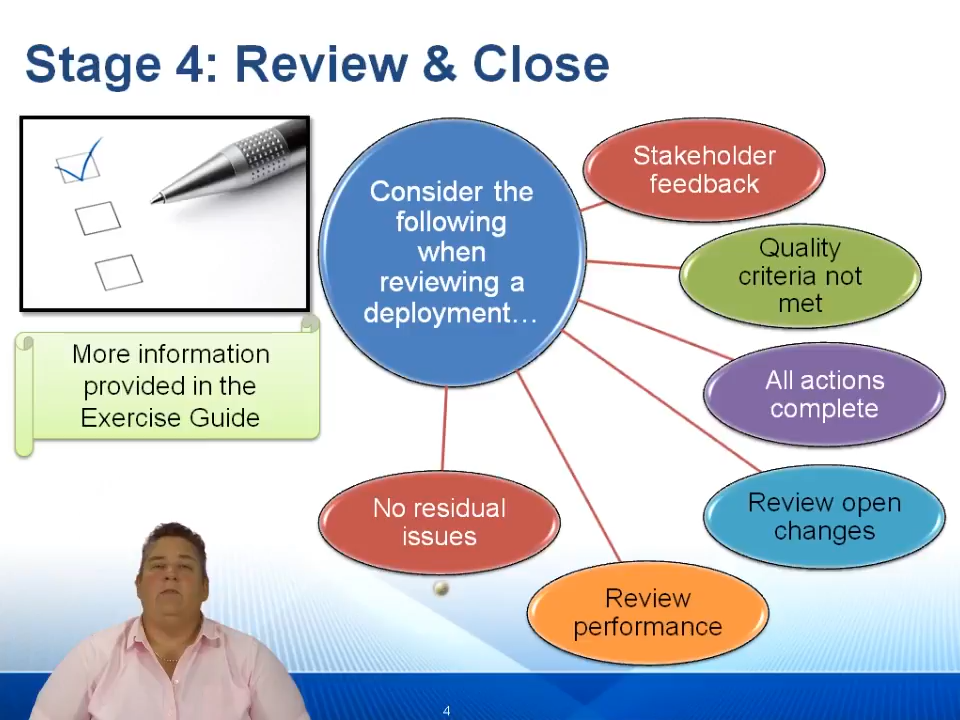 Stage 4: Review & Close
Consider the
following
when
reviewing a
deployment…
Stakeholder
feedback
Quality
criteria not
met
All actions
complete
Review open
changes
Review
performance
No residual
issues
More information
provided in the
Exercise Guide
4